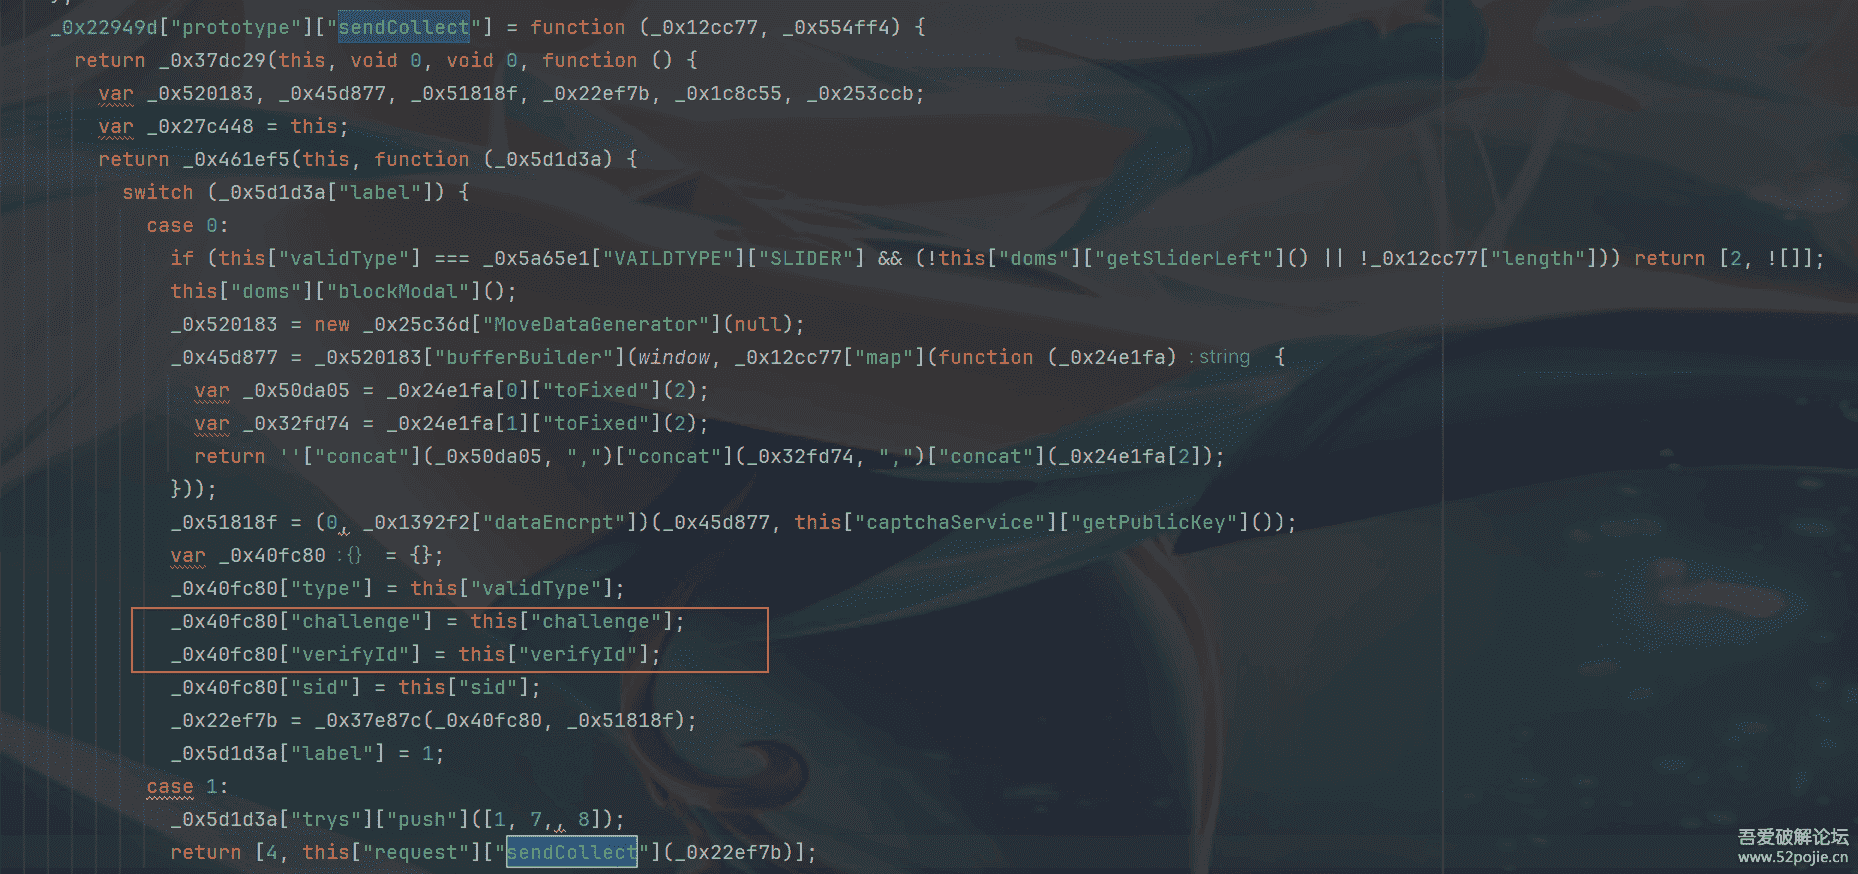 _0x22949d["prototype"]["sendCollect"] = function (_0x12cc77, _0x554ff4) {
return _0x37dc29(this, void 0, void 0, function () {
var _0x520183, _0x45d877, _0x51818f, _0x22ef7b, _0x1c8c55, _0x253ccb;
var _0x27c448 = this;
return _0x461ef5(this, function (_0x5d1d3a) {
switch (_0x5d1d3a["label"]) {
case 0:
if (this["validType"] === _0x5a65e1["VAILDTYPE"]["SLIDER"] && (!this["doms"]["getSliderLeft"]() || !_0x12cc77["length"])) return [2, ![]];
this["doms"]["blockModal"]();
_0x520183 = new _0x25c36d["MoveDataGenerator"](null);
_0x45d877 = _0x520183["bufferBuilder"](window, _0x12cc77["map"](function (_0x24e1fa) : string {
var _0x50da05 = _0x24e1fa[0]["toFixed"](2);
var _0x32fd74 = _0x24e1fa[1]["toFixed"](2);
return ''["concat"](_0x50da05, ",")["concat"](_0x32fd74, ",")["concat"](_0x24e1fa[2]);
}));
_0x51818f = (0, _0x1392f2["dataEncrpt"])(_0x45d877, this["captchaService"]["getPublicKey"]());
var _0x40fc80 : {} = {};
_0x40fc80["type"] = this["validType"];
_0x40fc80["challenge"] = this["challenge"];
_0x40fc80["verifyId"] = this["verifyId"];
_0x40fc80["sid"] = this["sid"];
_0x22ef7b = _0x37e87c(_0x40fc80, _0x51818f);
_0x5d1d3a["label"] = 1;
case 1:
_0x5d1d3a["trys"]["push"]([1, 7,, 8]);
return [4, this["request"]["sendCollect"](_0x22ef7b)];
吾爱破解论坛
www.52pojie.cn